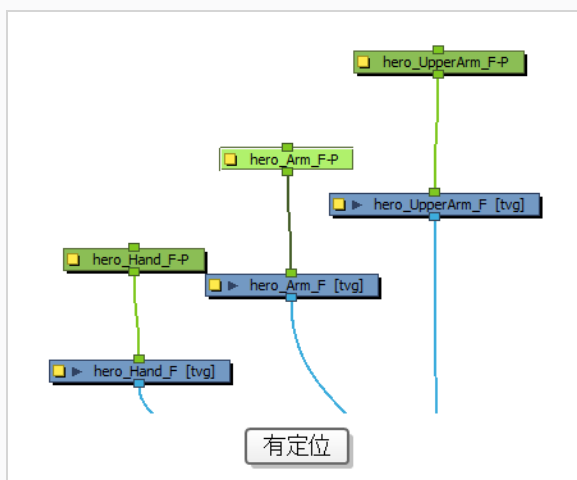 hero_UpperArm_F-P
hero_Arm_F-P
hero_UpperArm_F [tvg]
hero_Hand_F-P
hero_Arm_F [tvg]
hero_Hand_F [tvg]
有定位